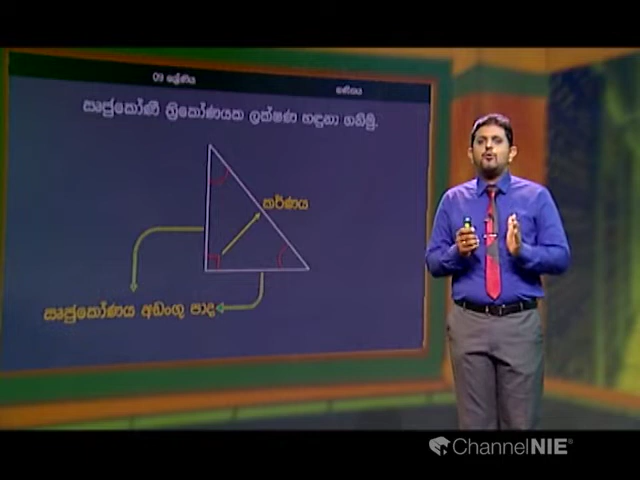 09 ශ්‍රේණිය
ගණිතය
සෘජුකෝණී ත්‍රිකෝණයක ලක්ෂණ හඳුනා ගනිමු.
කර්ණය
සෘජුකෝණය අඩංගු පාද
ChannelNIE